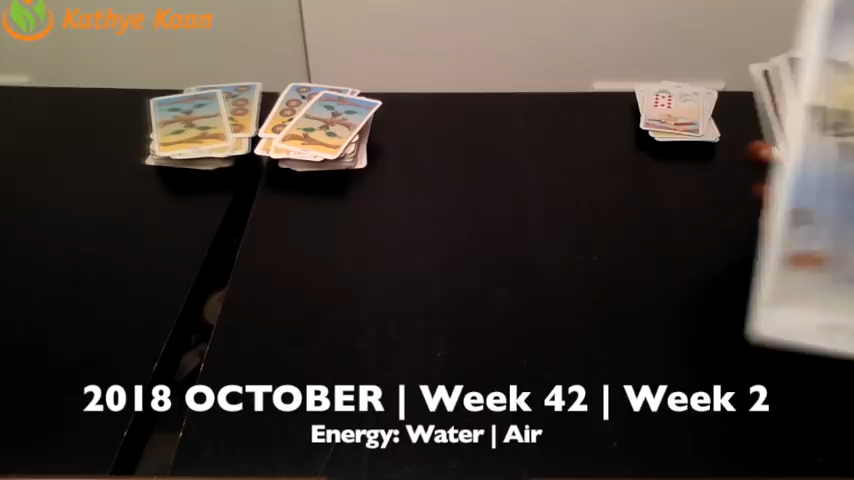 Kathye Koan
2018 OCTOBER | Week 42 | Week 2
Energy: Water | Air